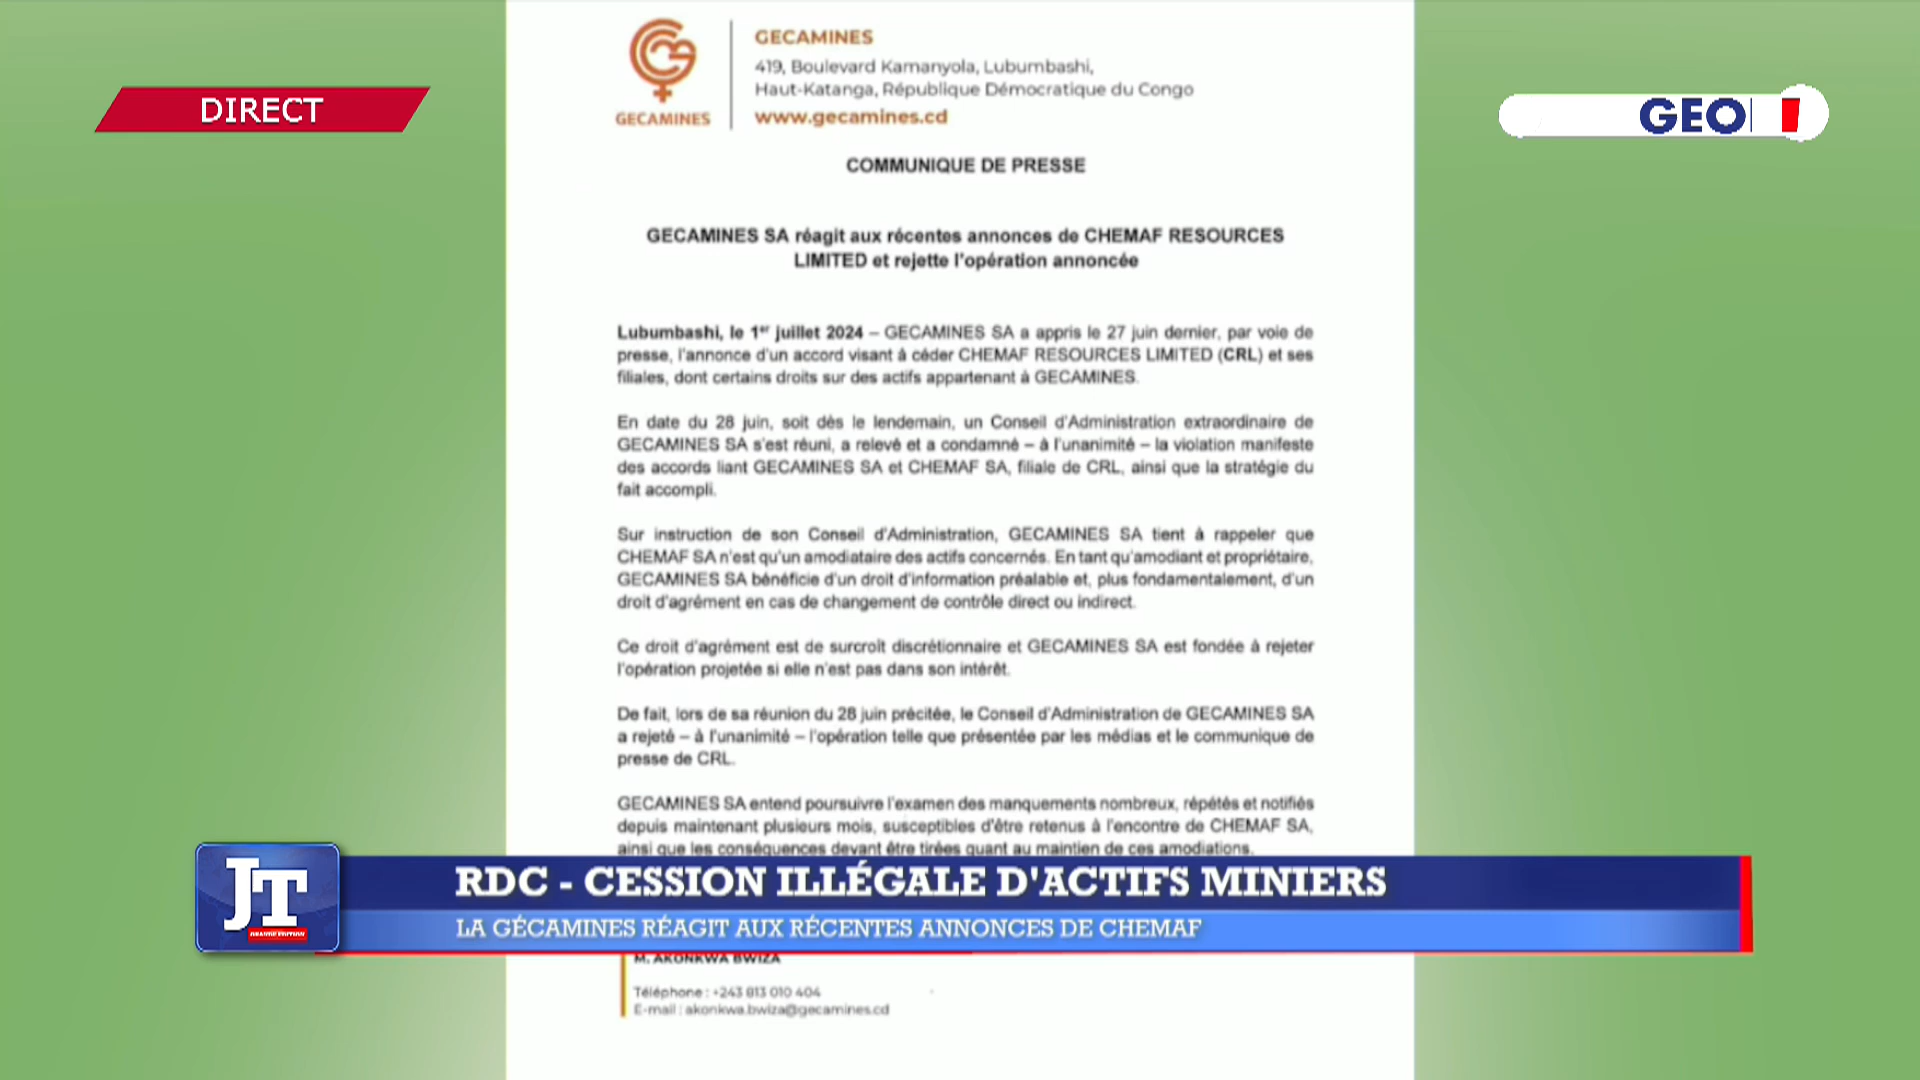 GECAMINES
419, Boulevard Kamanyola, Lubumbashi,
Haut-Katanga, République Démocratique du Congo
www.gecamines.cd
GECAMINES
DIRECT
GEO
COMMUNIQUE DE PRESSE
GECAMINES SA réagit aux récentes annonces de CHEMAF RESOURCES
LIMITED et rejette l'opération annoncée
Lubumbashi, le 1er juillet 2024 – GECAMINES SA a appris le 27 juin dernier, par voie de
presse, l'annonce d'un accord visant à céder CHEMAF RESOURCES LIMITED (CRL) et ses
filiales, dont certains droits sur des actifs appartenant à GECAMINES.
En date du 28 juin, soit dès le lendemain, un Conseil d'Administration extraordinaire de
GECAMINES SA s'est réuni, a relevé et a condamné – à l'unanimité – la violation manifeste
des accords liant GECAMINES SA et CHEMAF SA, filiale de CRL, ainsi que la stratégie du
fait accompli.
Sur instruction de son Conseil d'Administration, GECAMINES SA tient à rappeler que
CHEMAF SA n'est qu'un amodiataire des actifs concernés. En tant qu'amodiant et propriétaire,
GECAMINES SA bénéficie d'un droit d'information préalable et, plus fondamentalement, d'un
droit d'agrément en cas de changement de contrôle direct ou indirect.
Ce droit d'agrément est de surcroît discrétionnaire et GECAMINES SA est fondée à rejeter
l'opération projetée si elle n'est pas dans son intérêt.
De fait, lors de sa réunion du 28 juin précitée, le Conseil d'Administration de GECAMINES SA
a rejeté – à l'unanimité – l'opération telle que présentée par les médias et le communique de
presse de CRL.
GECAMINES SA entend poursuivre l'examen des manquements nombreux, répétés et notifiés
depuis maintenant plusieurs mois, susceptibles d'être retenus à l'encontre de CHEMAF SA,
ainsi que les conséquences devant être tirées quant au maintien de ces amodiations.
JT
GRANDE EDITION
RDC - CESSION ILLÉGALE D'ACTIFS MINIERS
LA GÉCAMINES RÉAGIT AUX RÉCENTES ANNONCES DE CHEMAF
M. AKONKWA BWIZA
Téléphone : +243 813 010 404
E-mail : akonkwa.bwiza@gecamines.cd